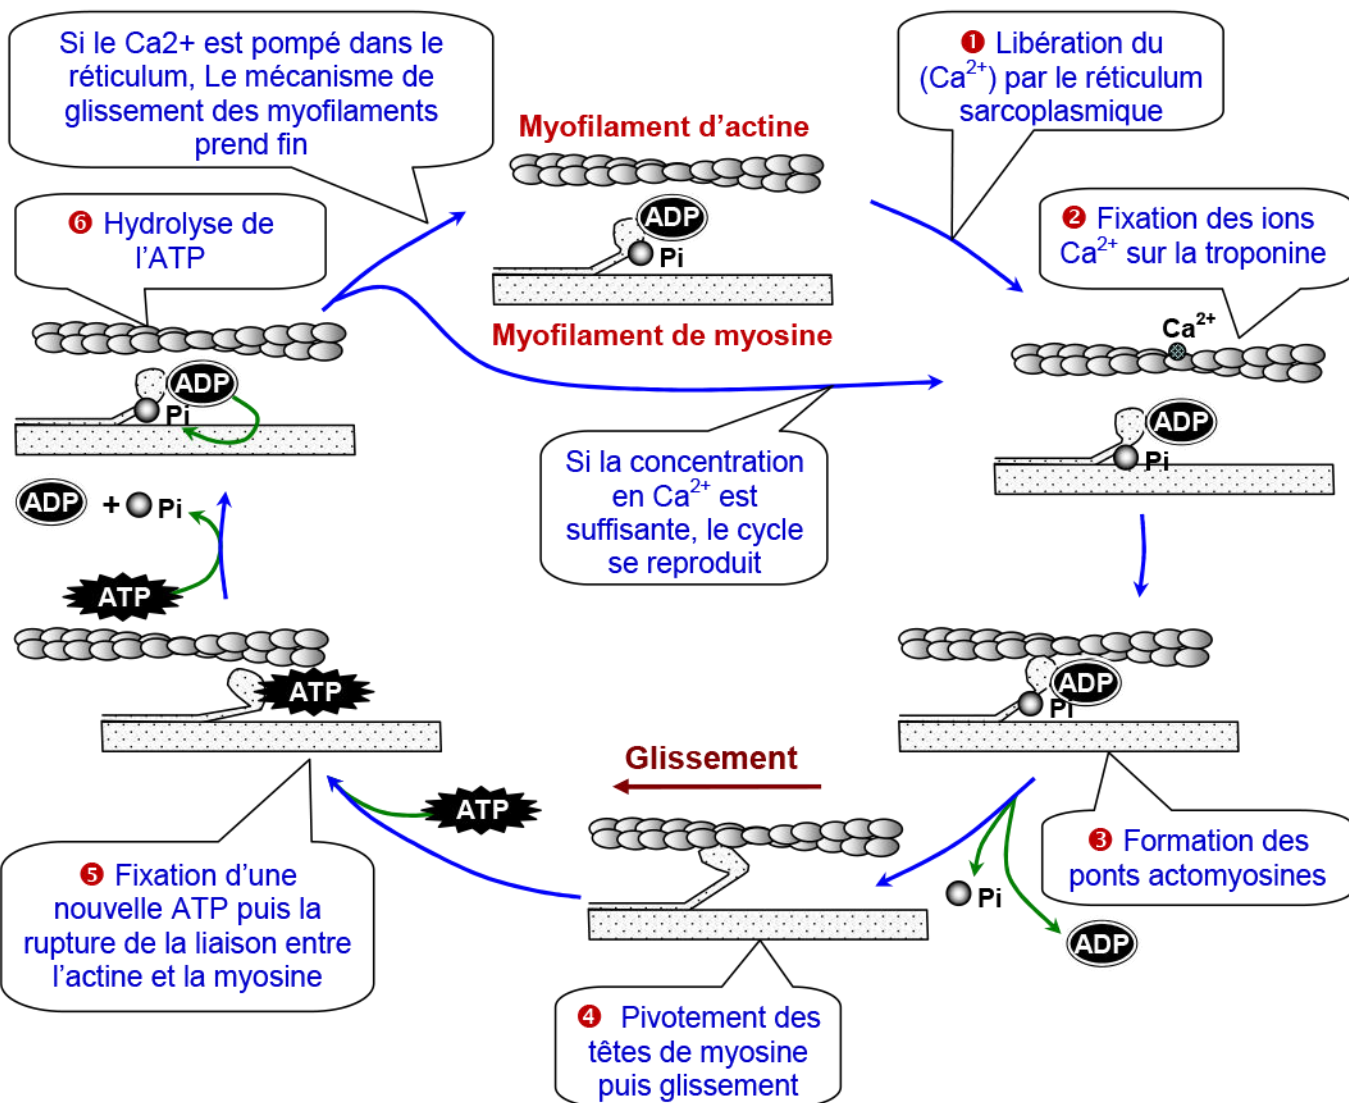 Si le Ca2+ est pompé dans le
réticulum, Le mécanisme de
glissement des myofilaments
prend fin
❶ Libération du
(Ca²⁺) par le réticulum
sarcoplasmique
Myofilament d'actine
❷ Fixation des ions
Ca²⁺ sur la troponine
❻ Hydrolyse de
l'ATP
ADP
Pi
Myofilament de myosine
Ca²⁺
ADP
Pi
ADP
Pi
Si la concentration
en Ca²⁺ est
suffisante, le cycle
se reproduit
ADP + Pi
ATP
ATP
ADP
Pi
Glissement
ATP
❸ Formation des
ponts actomyosines
Pi
ADP
❺ Fixation d'une
nouvelle ATP puis la
rupture de la liaison entre
l'actine et la myosine
❹ Pivotement des
têtes de myosine
puis glissement